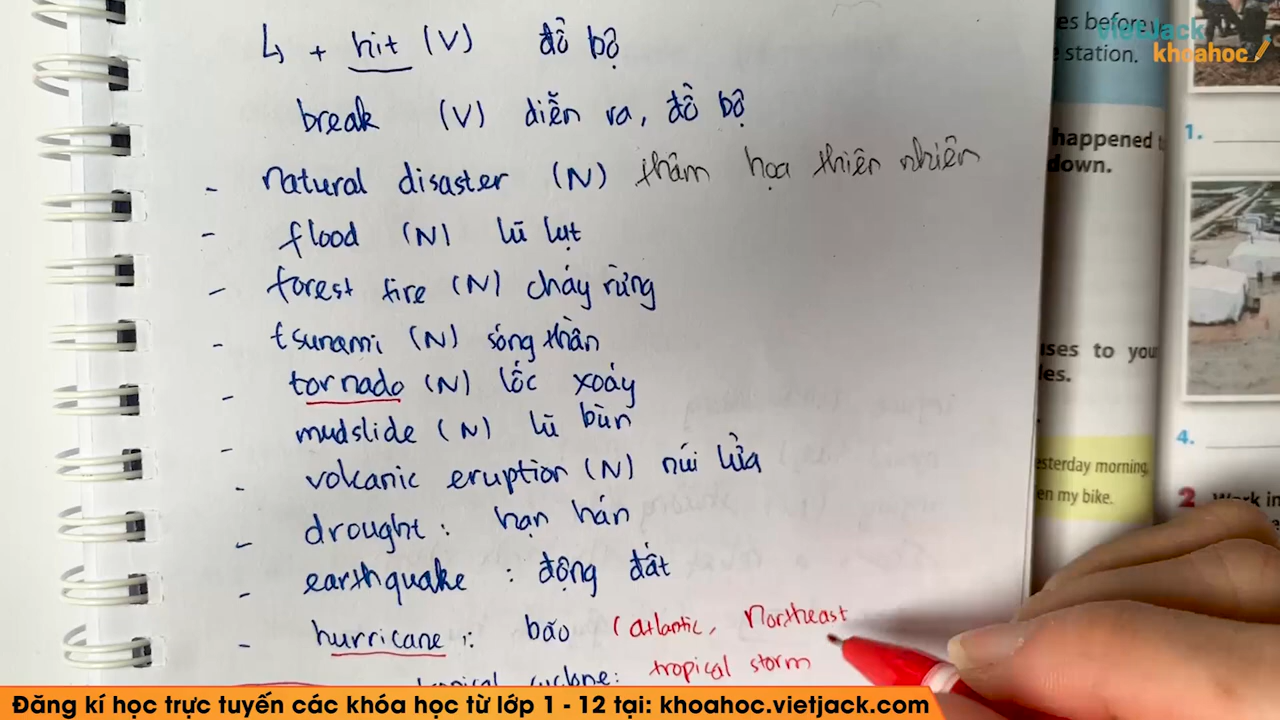 ↳ + hit (V) đổ bộ
break (V) diễn ra, đổ bộ
- natural disaster (N) thảm họa thiên nhiên
- flood (N) lũ lụt
- forest fire (N) cháy rừng
- tsunami (N) sóng thần
- tornado (N) lốc xoáy
- mudslide (N) lũ bùn
- volcanic eruption (N) núi lửa
- drought: hạn hán
- earthquake: động đất
- hurricane: bão (atlantic, Northeast
cyclone: tropical storm
es before
station.
happened
down.
uses to you
les.
esterday morning.
en my bike.
1.
4.
2 Work in
vietJack
khoahoc
Đăng kí học trực tuyến các khóa học từ lớp 1 - 12 tại: khoahoc.vietjack.com